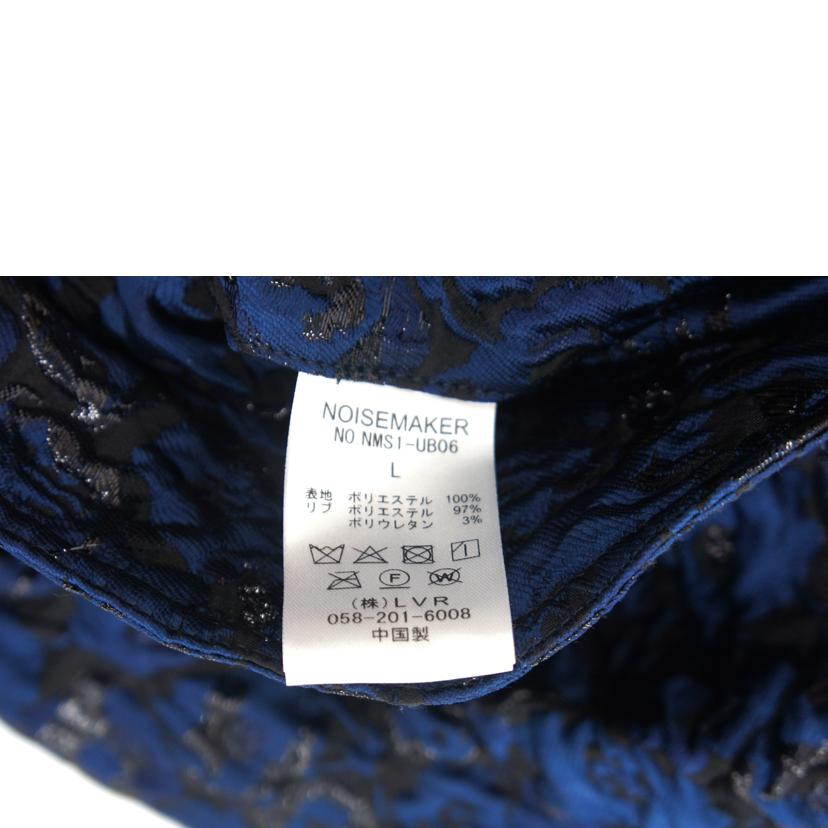 NOISEMAKER
NO NMS1-UB06
L
表地 ポリエステル 100%
リブ ポリエステル 97%
ポリウレタン 3%
F W
(株)LVR
058-201-6008
中国製